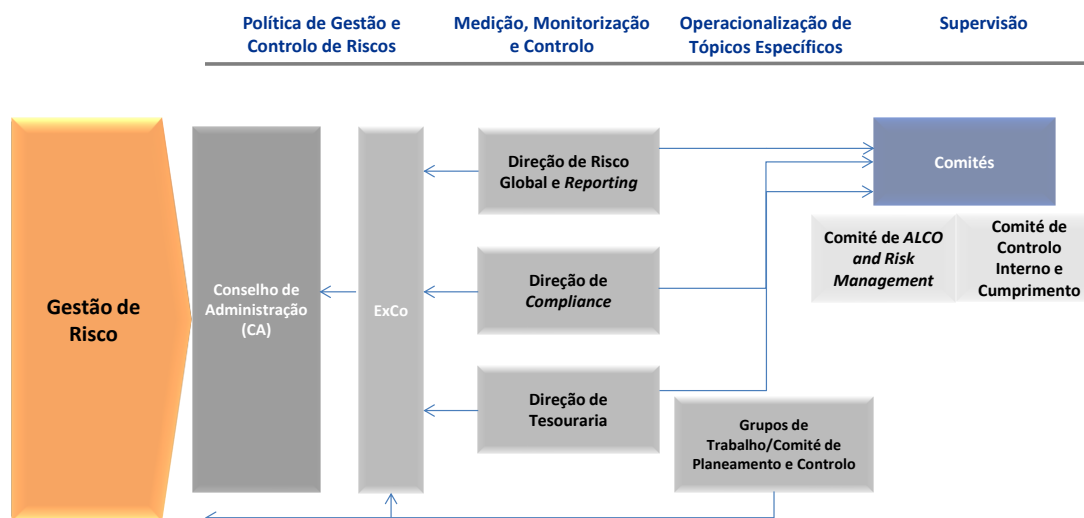 Política de Gestão e
Controlo de Riscos
Medição, Monitorização
e Controlo
Operacionalização de
Tópicos Específicos
Supervisão
Gestão de
Risco
Conselho de
Administração
(CA)
ExCo
Direção de Risco
Global e Reporting
Direção de
Compliance
Direção de
Tesouraria
Grupos de
Trabalho/Comité de
Planeamento e Controlo
Comités
Comité de ALCO
and Risk
Management
Comité de
Controlo
Interno e
Cumprimento